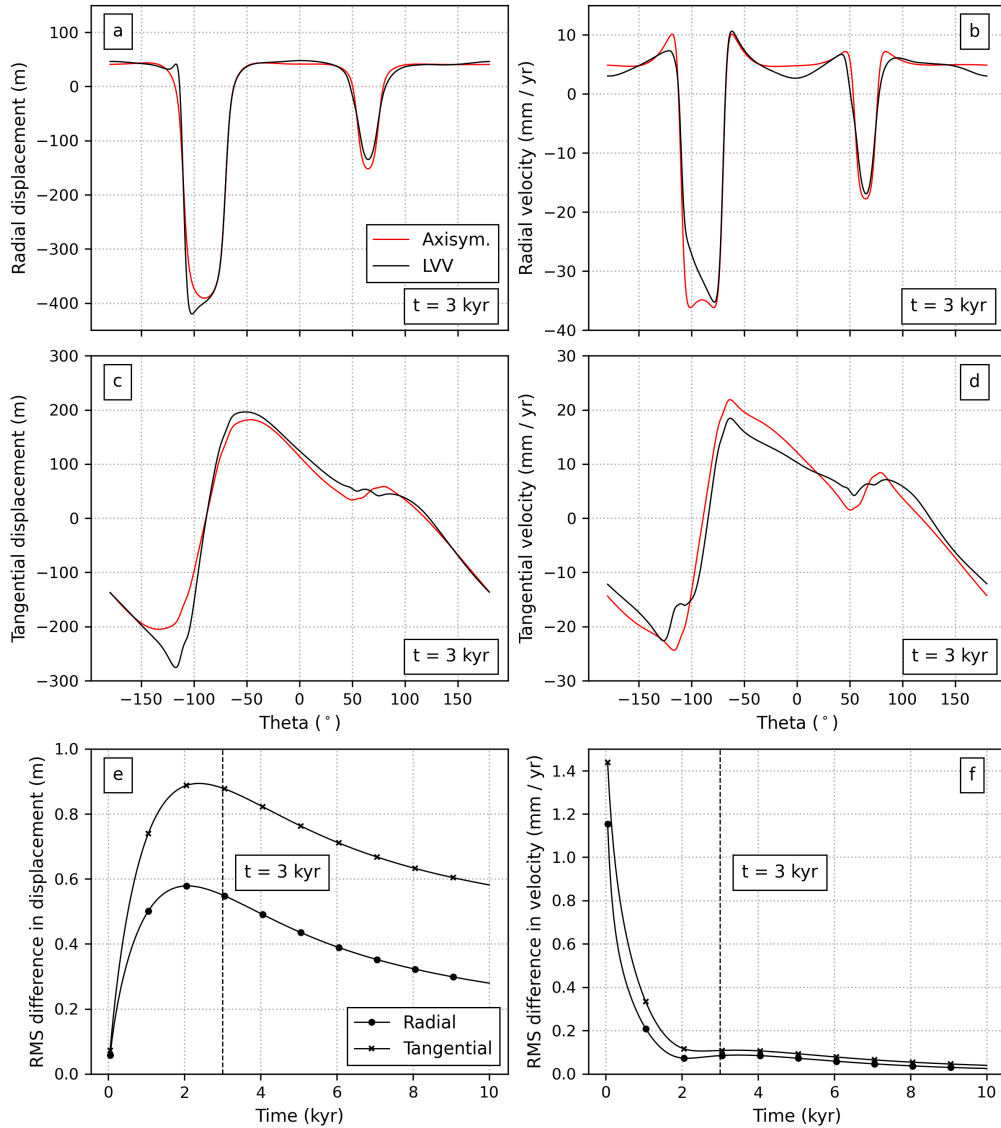 a
Radial displacement (m)
100
0
−100
−200
−300
−400
Axisym.
LVV
t = 3 kyr
b
Radial velocity (mm / yr)
10
0
−10
−20
−30
−40
t = 3 kyr
c
Tangential displacement (m)
300
200
100
0
−100
−200
−300
t = 3 kyr
−150 −100 −50 0 50 100 150
Theta (°)
d
Tangential velocity (mm / yr)
30
20
10
0
−10
−20
−30
t = 3 kyr
−150 −100 −50 0 50 100 150
Theta (°)
e
RMS difference in displacement (m)
1.0
0.8
0.6
0.4
0.2
0.0
t = 3 kyr
Radial
Tangential
0 2 4 6 8 10
Time (kyr)
f
RMS difference in velocity (mm / yr)
1.4
1.2
1.0
0.8
0.6
0.4
0.2
0.0
t = 3 kyr
0 2 4 6 8 10
Time (kyr)